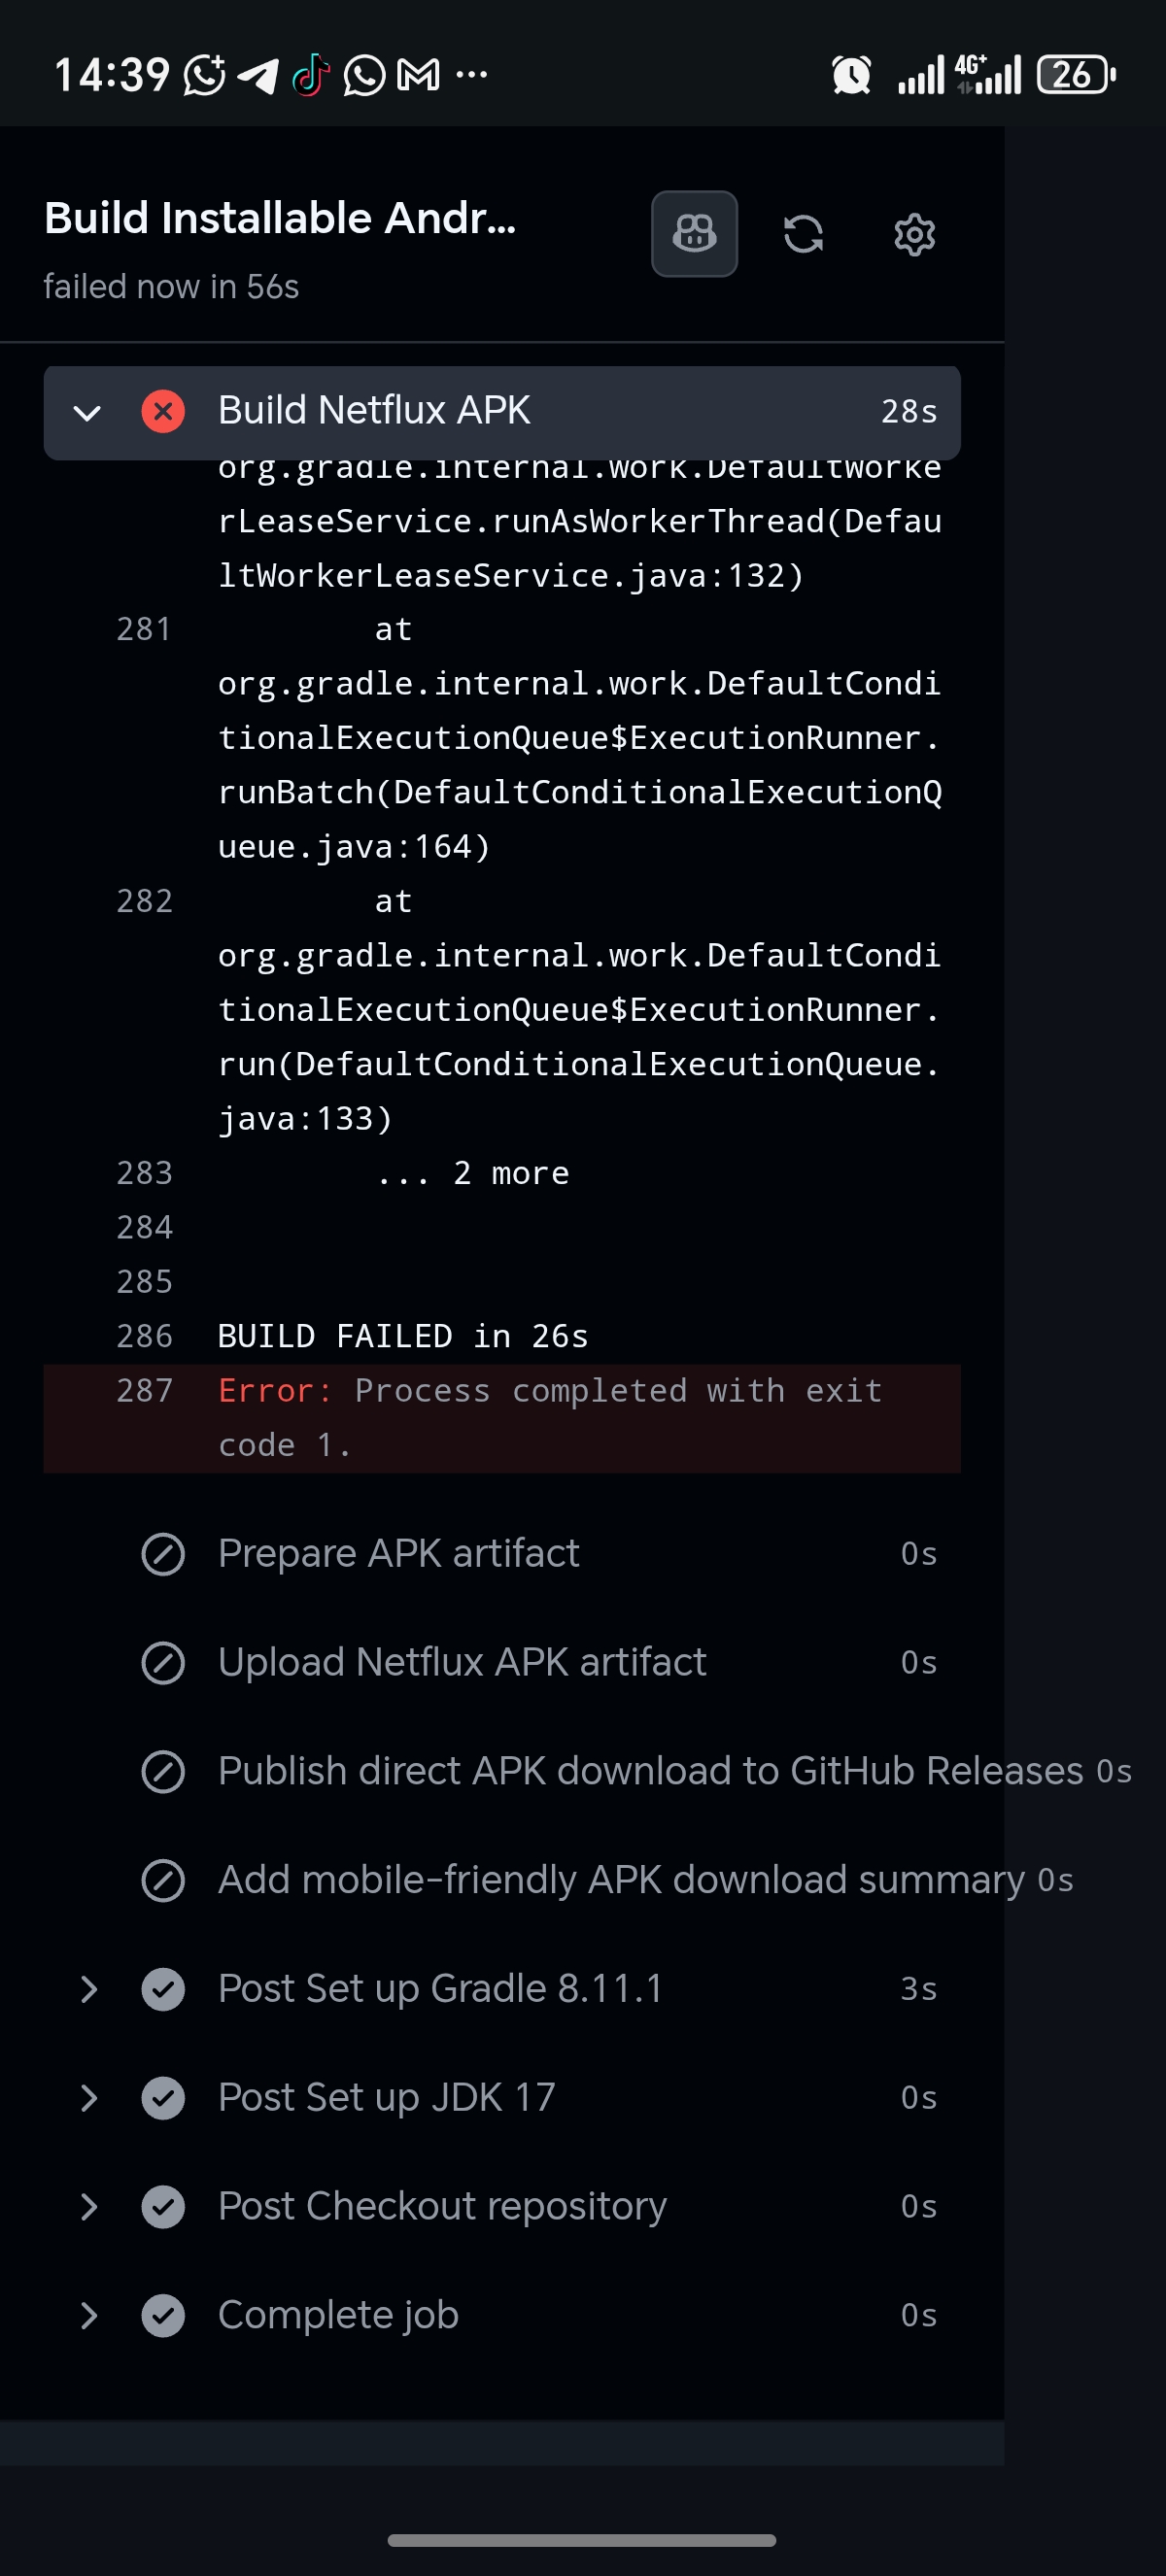 14:39 ... 4G+ 26
Build Installable Andr...
failed now in 56s
Build Netflux APK 28s
org.gradle.internal.work.DefaultWorke
rLeaseService.runAsWorkerThread(Defau
ltWorkerLeaseService.java:132)
281 at
org.gradle.internal.work.DefaultCondi
tionalExecutionQueue$ExecutionRunner.
runBatch(DefaultConditionalExecutionQ
ueue.java:164)
282 at
org.gradle.internal.work.DefaultCondi
tionalExecutionQueue$ExecutionRunner.
run(DefaultConditionalExecutionQueue.
java:133)
283 ... 2 more
284
285
286 BUILD FAILED in 26s
287 Error: Process completed with exit
code 1.
Prepare APK artifact 0s
Upload Netflux APK artifact 0s
Publish direct APK download to GitHub Releases 0s
Add mobile-friendly APK download summary 0s
Post Set up Gradle 8.11.1 3s
Post Set up JDK 17 0s
Post Checkout repository 0s
Complete job 0s